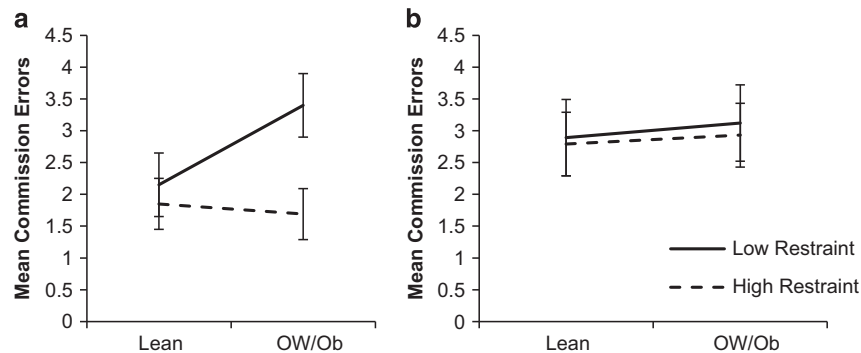 a
Mean Commission Errors
4.5
4
3.5
3
2.5
2
1.5
1
0.5
0
Lean
OW/Ob
b
Mean Commission Errors
4.5
4
3.5
3
2.5
2
1.5
1
0.5
0
Lean
OW/Ob
Low Restraint
High Restraint